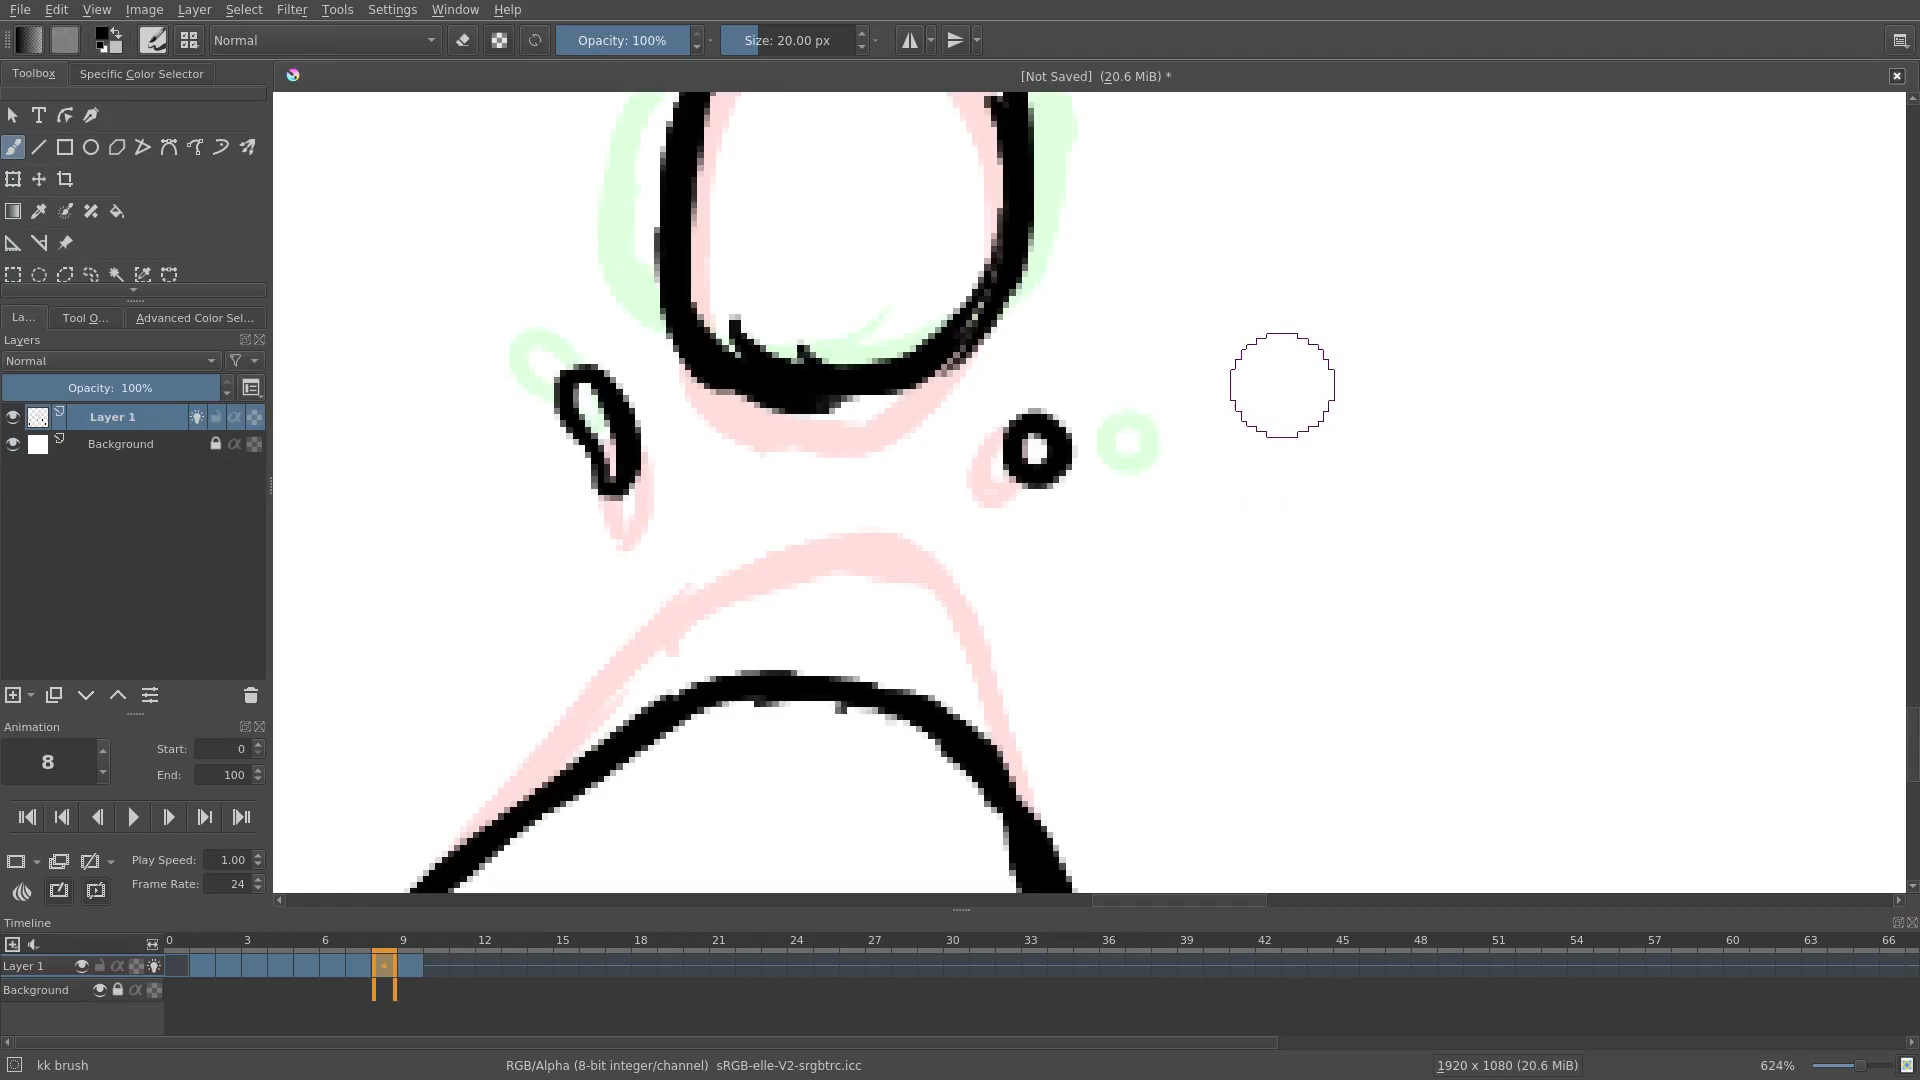 File Edit View Image Layer Select Filter Tools Settings Window Help
Normal Opacity: 100% Size: 20.00 px
Toolbox Specific Color Selector
[Not Saved] (20.6 MiB) *
La... Tool O... Advanced Color Sel...
Layers
Normal
Opacity: 100%
Layer 1
Background
Animation
8 Start: 0
End: 100
Play Speed: 1.00
Frame Rate: 24
Timeline
0 3 6 9 12 15 18 21 24 27 30 33 36 39 42 45 48 51 54 57 60 63 66
Layer 1
Background
kk brush RGB/Alpha (8-bit integer/channel) sRGB-elle-V2-srgbtrc.icc 1920 x 1080 (20.6 MiB) 624%